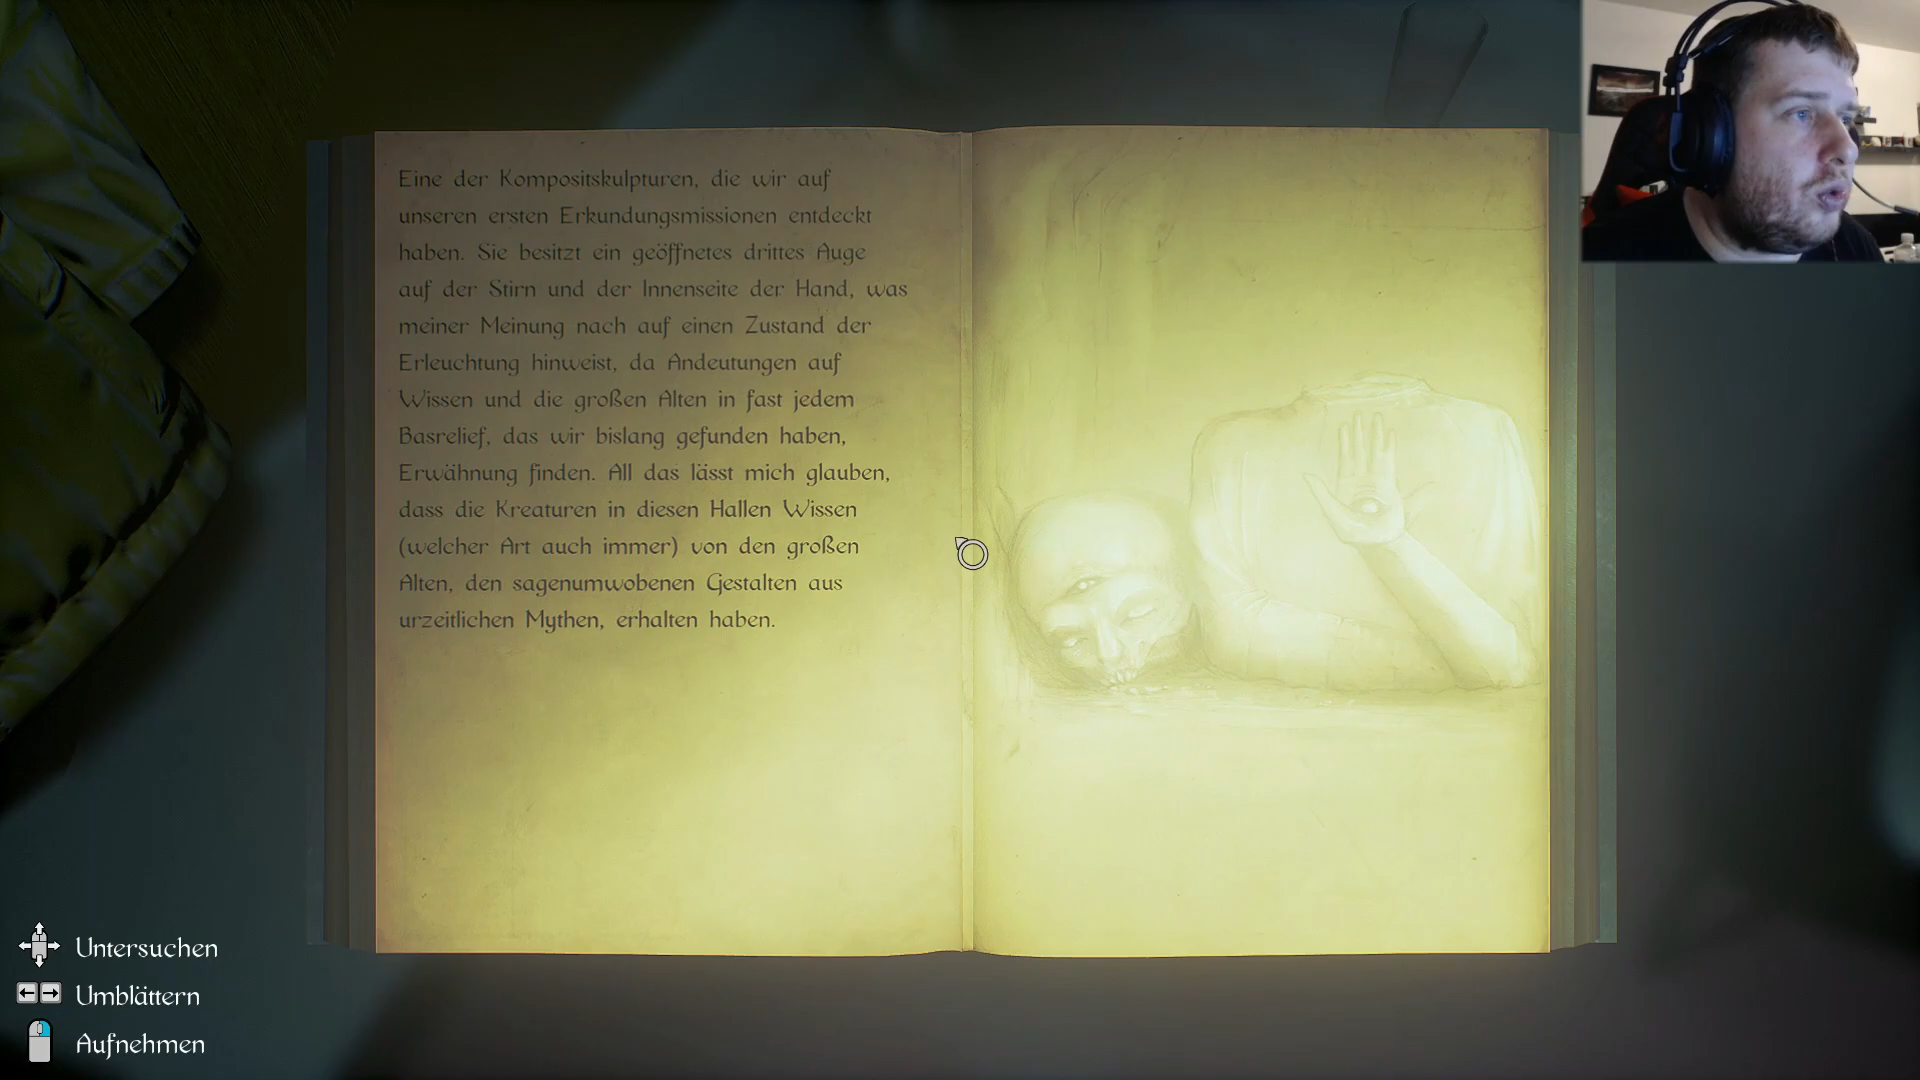 Eine der Kompositskulpturen, die wir auf
unseren ersten Erkundungsmissionen entdeckt
haben. Sie besitzt ein geöffnetes drittes Auge
auf der Stirn und der Innenseite der Hand, was
meiner Meinung nach auf einen Zustand der
Erleuchtung hinweist, da Andeutungen auf
Wissen und die großen Alten in fast jedem
Basrelief, das wir bislang gefunden haben,
Erwähnung finden. All das lässt mich glauben,
dass die Kreaturen in diesen Hallen Wissen
(welcher Art auch immer) von den großen
Alten, den sagenumwobenen Gestalten aus
urzeitlichen Mythen, erhalten haben.
Untersuchen
Umblättern
Aufnehmen